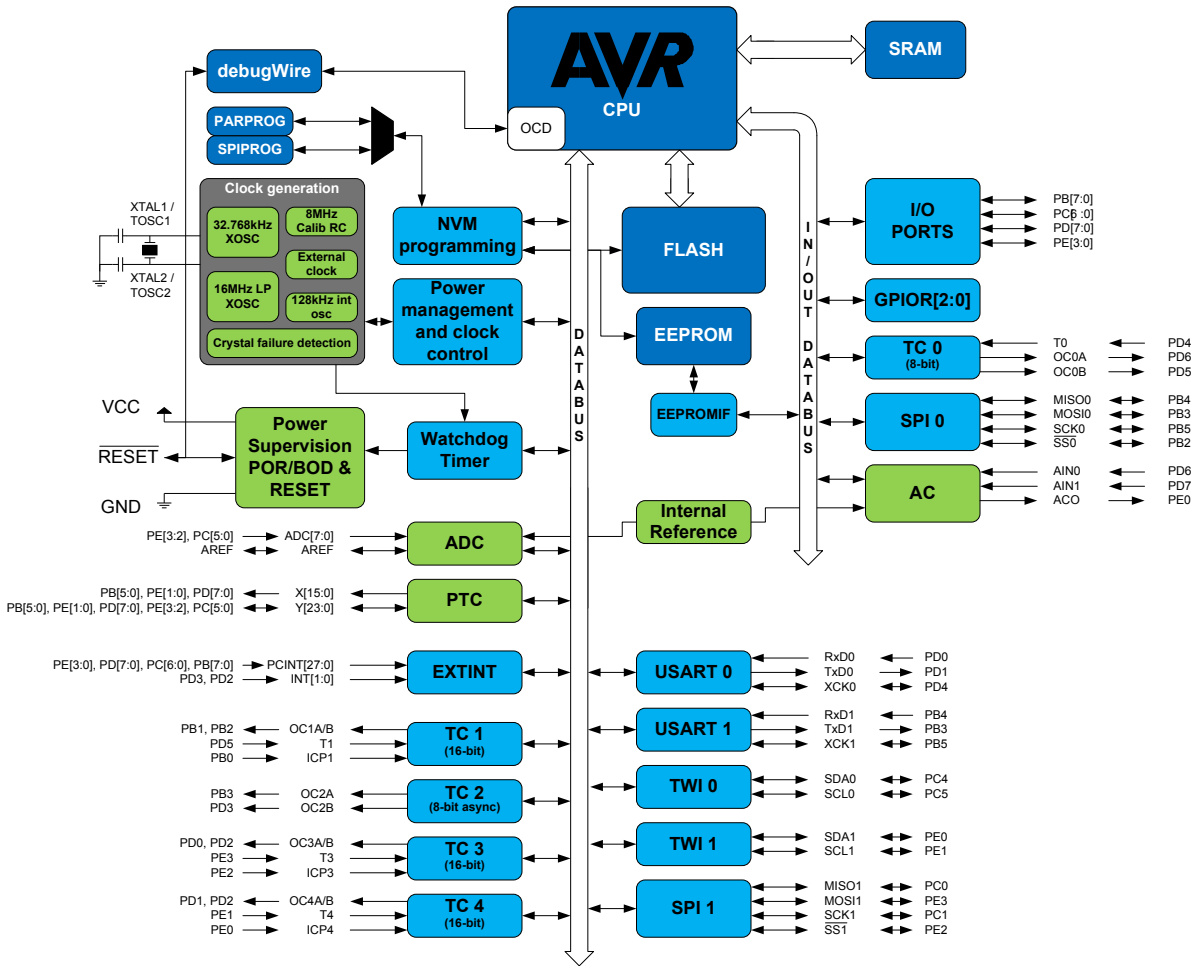 AVR
CPU
OCD
SRAM
debugWire
PARPROG
SPIPROG
Clock generation
32.768kHz
XOSC
8MHz
Calib RC
External
clock
16MHz LP
XOSC
128kHz int
osc
Crystal failure detection
XTAL1 /
TOSC1
XTAL2 /
TOSC2
NVM
programming
Power
management
and clock
control
FLASH
EEPROM
EEPROMIF
DATABUS
IN/OUT DATABUS
I/O
PORTS
PB[7:0]
PC[6:0]
PD[7:0]
PE[3:0]
GPIOR[2:0]
TC 0
(8-bit)
T0 PD4
OC0A PD6
OC0B PD5
SPI 0
MISO0 PB4
MOSI0 PB3
SCK0 PB5
SS0 PB2
AC
AIN0 PD6
AIN1 PD7
ACO PE0
VCC
RESET
GND
Power
Supervision
POR/BOD &
RESET
Watchdog
Timer
Internal
Reference
PE[3:2], PC[5:0] ADC[7:0]
AREF AREF
ADC
PB[5:0], PE[1:0], PD[7:0] X[15:0]
PB[5:0], PE[1:0], PD[7:0], PE[3:2], PC[5:0] Y[23:0]
PTC
PE[3:0], PD[7:0], PC[6:0], PB[7:0] PCINT[27:0]
PD3, PD2 INT[1:0]
EXTINT
PB1, PB2 OC1A/B
PD5 T1
PB0 ICP1
TC 1
(16-bit)
PB3 OC2A
PD3 OC2B
TC 2
(8-bit async)
PD0, PD2 OC3A/B
PE3 T3
PE2 ICP3
TC 3
(16-bit)
PD1, PD2 OC4A/B
PE1 T4
PE0 ICP4
TC 4
(16-bit)
USART 0
RxD0 PD0
TxD0 PD1
XCK0 PD4
USART 1
RxD1 PB4
TxD1 PB3
XCK1 PB5
TWI 0
SDA0 PC4
SCL0 PC5
TWI 1
SDA1 PE0
SCL1 PE1
SPI 1
MISO1 PC0
MOSI1 PE3
SCK1 PC1
SS1 PE2